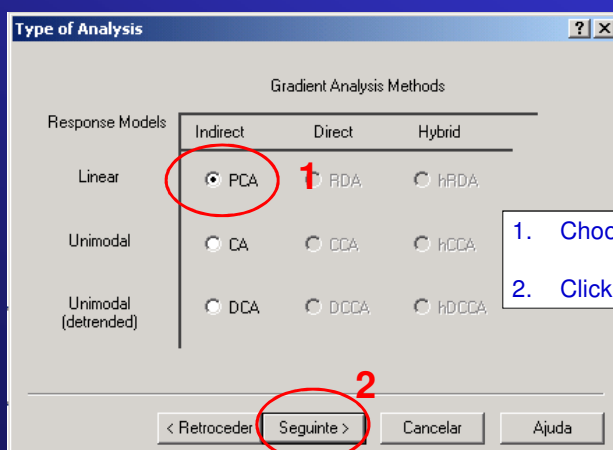 Type of Analysis
Gradient Analysis Methods
Response Models
Indirect Direct Hybrid
Linear PCA 1 RDA hRDA
Unimodal CA CCA hCCA
Unimodal
(detrended) DCA DCCA hDCCA
1.
2. Click
2
< Retroceder Seguinte > Cancelar Ajuda